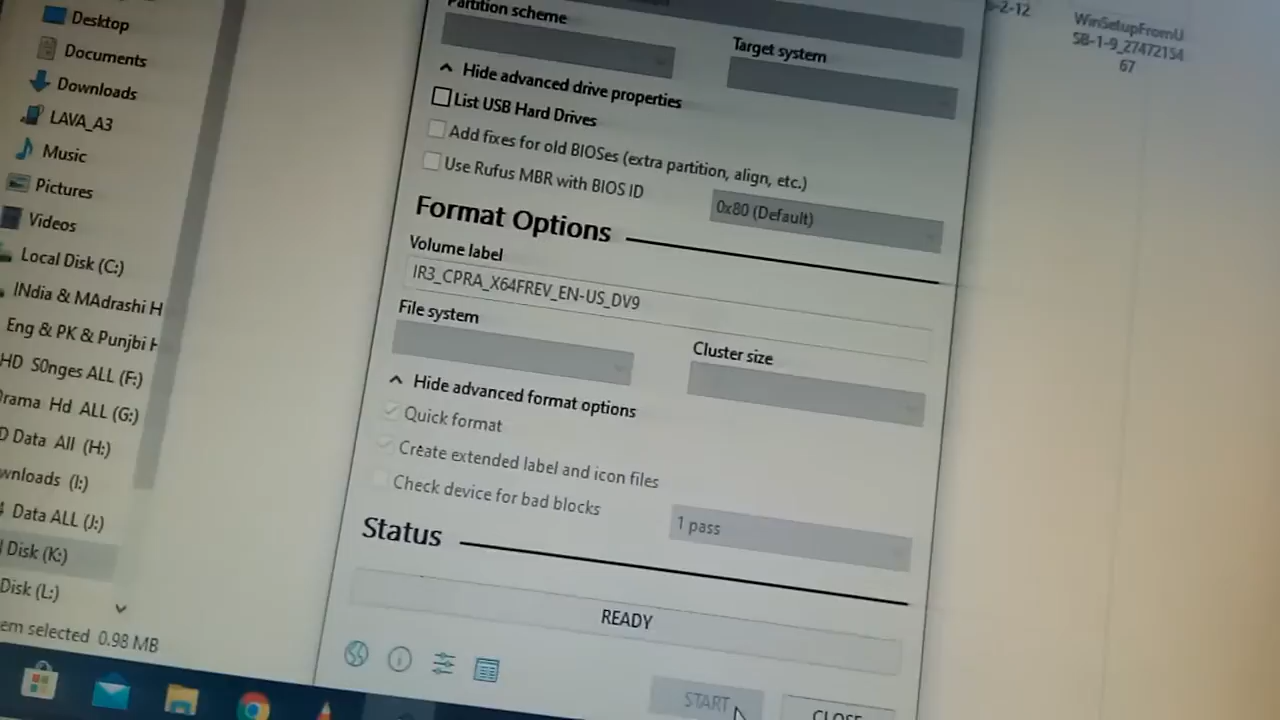 Desktop
Documents
Downloads
LAVA_A3
Music
Pictures
Videos
Local Disk (C:)
INdia & MAdrashi H
Eng & PK & Punjbi H
HD S0nges ALL (F:)
Drama Hd ALL (G:)
D Data All (H:)
wnloads (I:)
Data ALL (J:)
Disk (K:)
Disk (L:)
em selected 0.98 MB
Partition scheme
Target system
Hide advanced drive properties
List USB Hard Drives
Add fixes for old BIOSes (extra partition, align, etc.)
Use Rufus MBR with BIOS ID
0x80 (Default)
Format Options
Volume label
IR3_CPRA_X64FREV_EN-US_DV9
File system
Cluster size
Hide advanced format options
Quick format
Create extended label and icon files
Check device for bad blocks
1 pass
Status
READY
START
CLOSE
-2-12
WinSetupFromU
SB-1-9_27472154
67